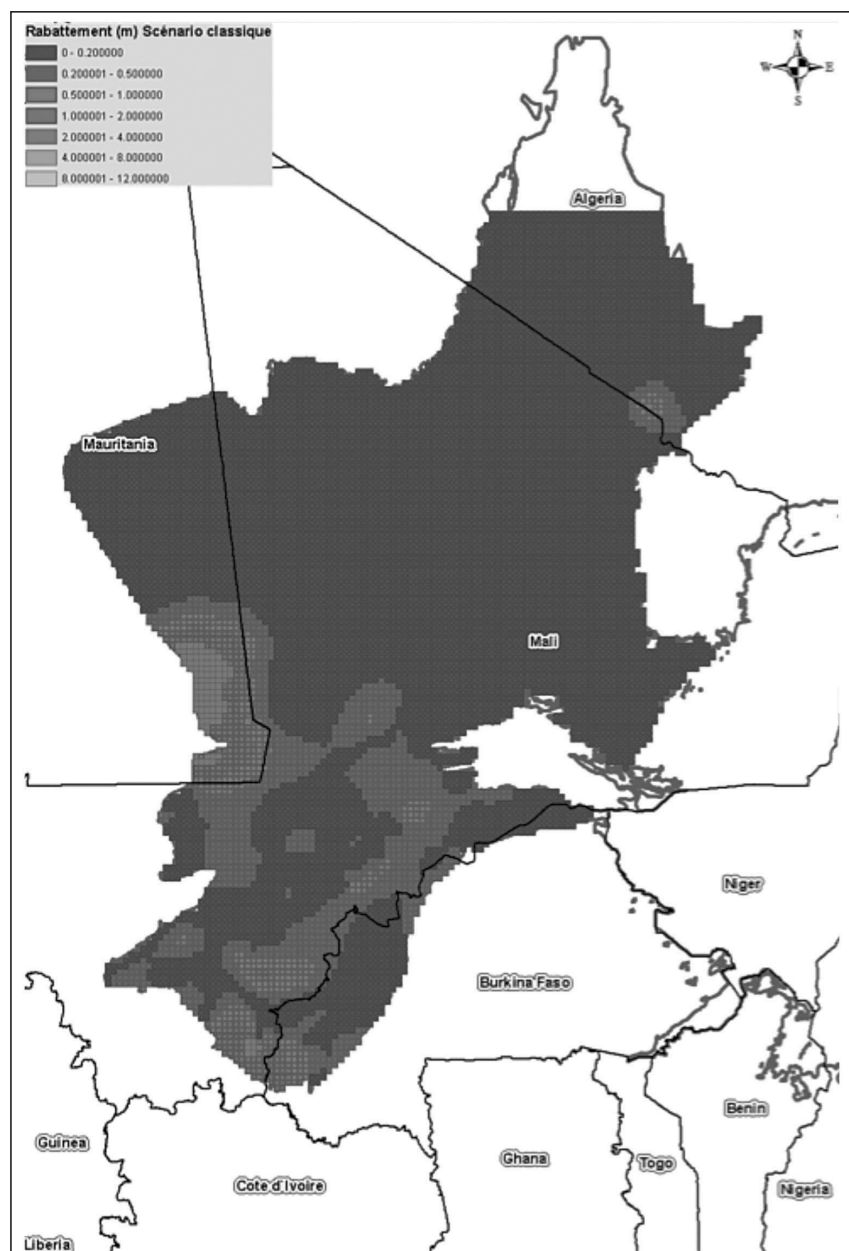 Rabattement (m) Scénario classique
0 - 0.200000
0.200001 - 0.500000
0.500001 - 1.000000
1.000001 - 2.000000
2.000001 - 4.000000
4.000001 - 8.000000
8.000001 - 12.000000
N
W E
S
Algeria
Mauritania
Mali
Niger
Burkina Faso
Benin
Guinea
Ghana
Togo
Cote d'Ivoire
Nigeria
Liberia